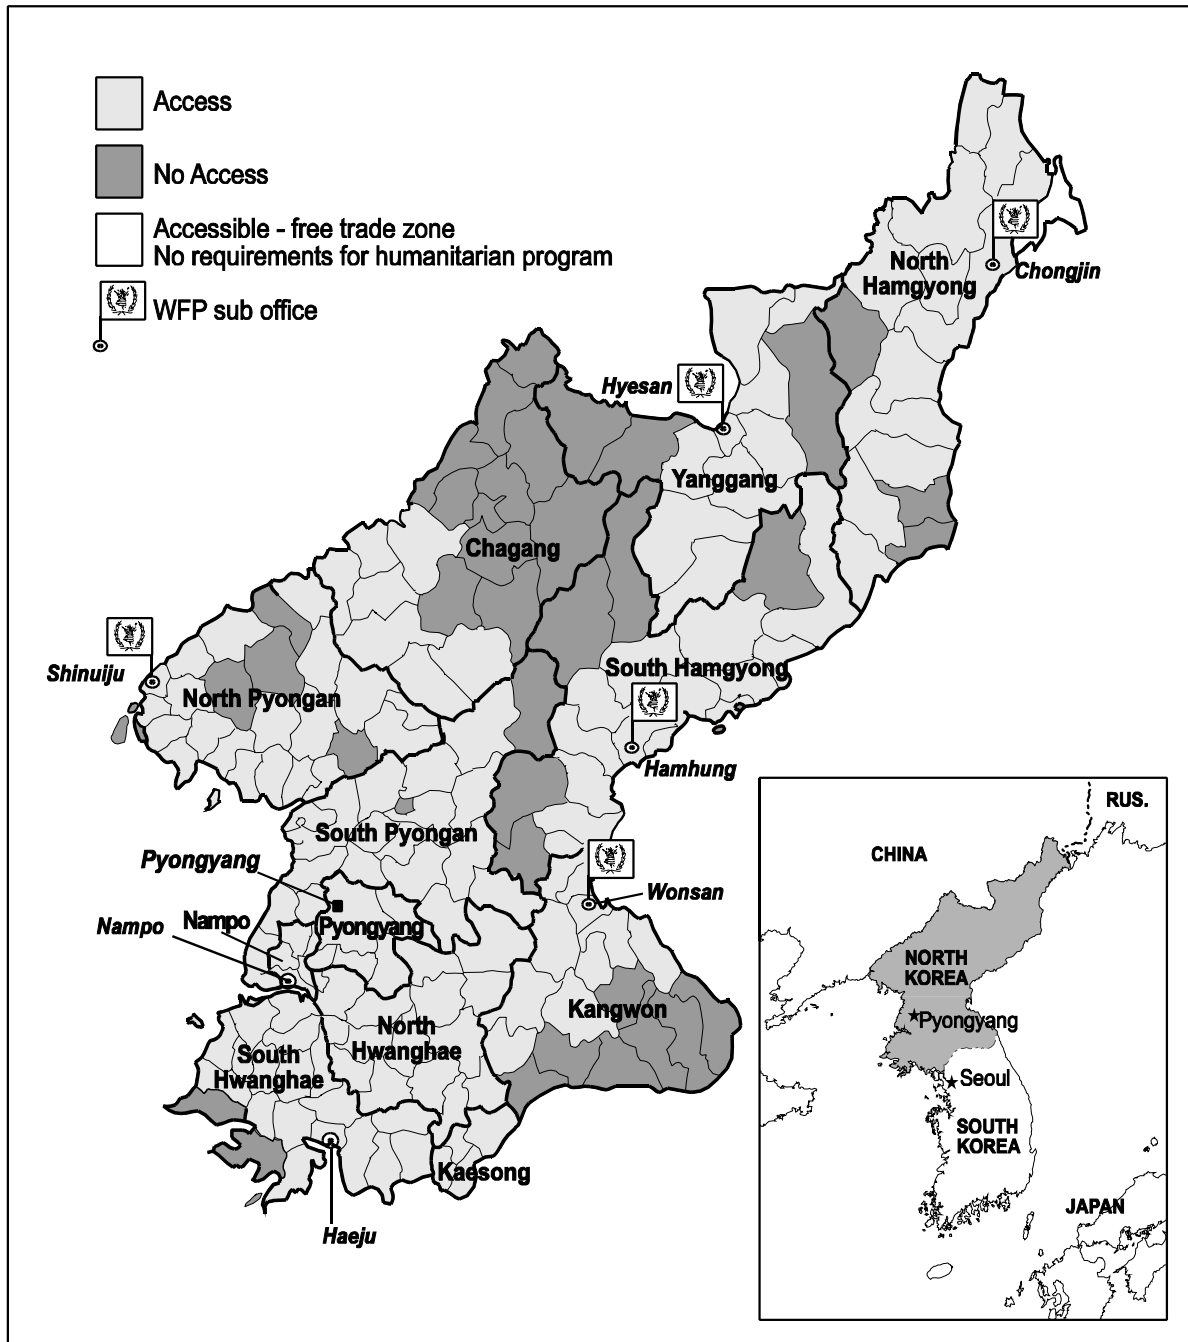 Access
No Access
Accessible - free trade zone
No requirements for humanitarian program
WFP sub office
North
Hamgyong
Chongjin
Hyesan
Yanggang
Chagang
Shinuiju
North Pyongan
South Hamgyong
Hamhung
South Pyongan
Pyongyang
Wonsan
Nampo
Nampo
Pyongyang
Kangwon
North
Hwanghae
South
Hwanghae
Kaesong
Haeju
RUS.
CHINA
NORTH
KOREA
Pyongyang
Seoul
SOUTH
KOREA
JAPAN